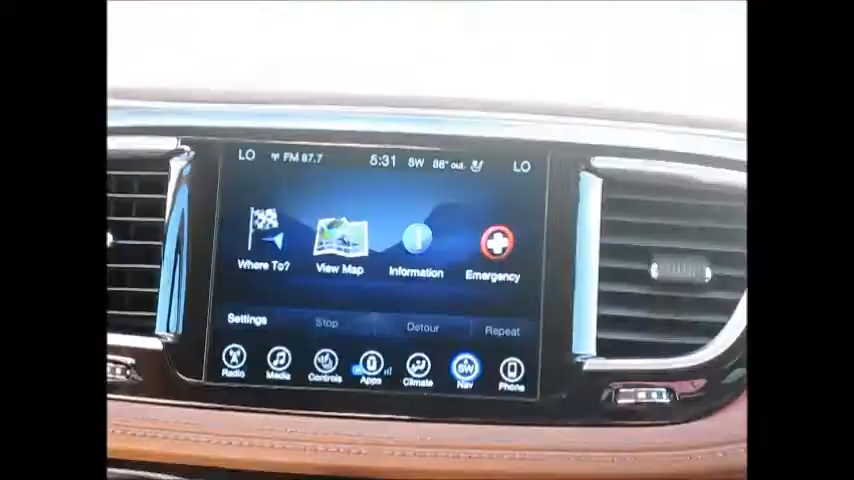 LO FM 87.7 5:31 SW 88° out. LO
Where To? View Map Information Emergency
Settings Stop Detour Repeat
SW
Radio Media Controls Apps Climate Nav Phone